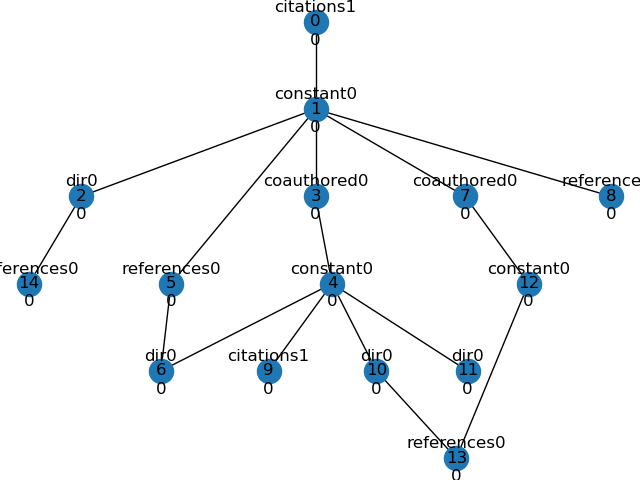 citations1
0
0
constant0
1
0
dir0 coauthored0 coauthored0 reference
2 3 7 8
0 0 0 0
ferences0 references0 constant0 constant0
14 5 4 12
0 0 0 0
dir0 citations1 dir0 dir0
6 9 10 11
0 0 0 0
references0
13
0